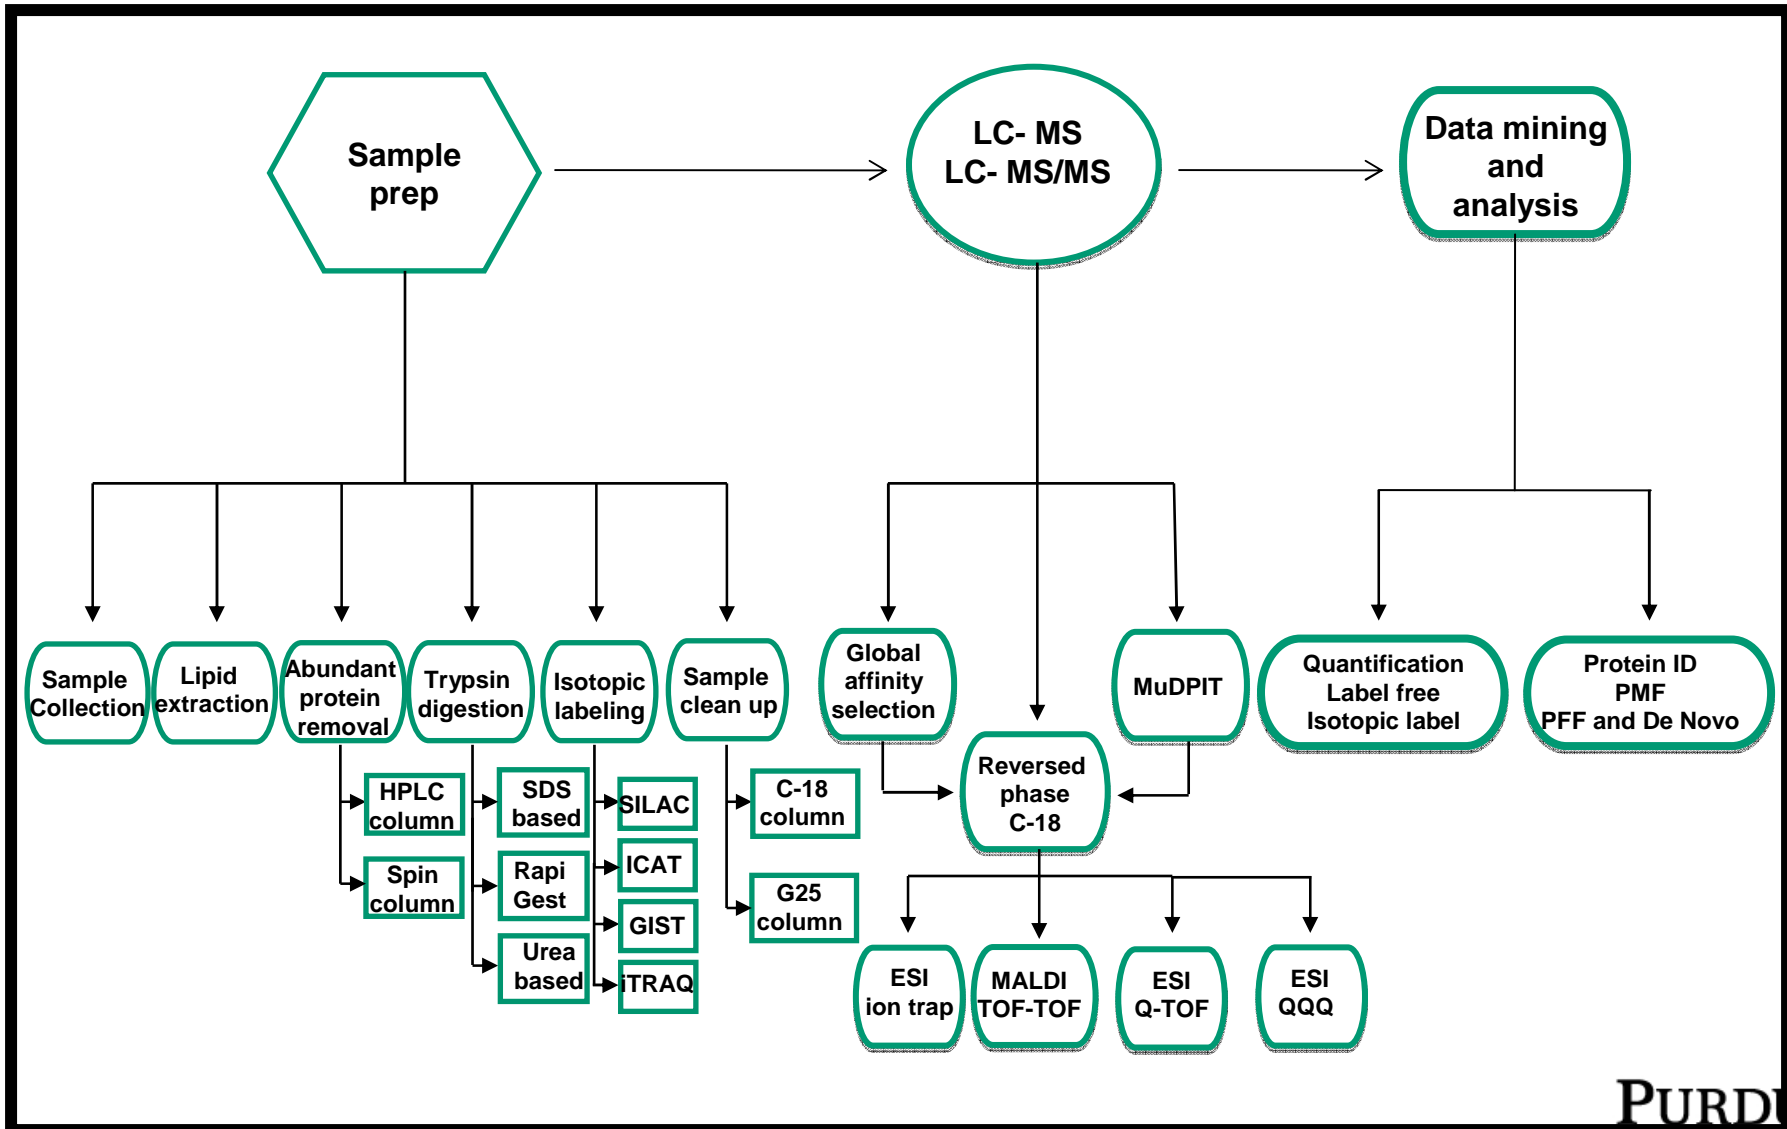 Sample
prep
LC- MS
LC- MS/MS
Data mining
and
analysis
Sample
Collection
Lipid
extraction
Abundant
protein
removal
Trypsin
digestion
Isotopic
labeling
Sample
clean up
Global
affinity
selection
MuDPIT
Quantification
Label free
Isotopic label
Protein ID
PMF
PFF and De Novo
Reversed
phase
C-18
HPLC
column
Spin
column
SDS
based
Rapi
Gest
Urea
based
SILAC
ICAT
GIST
iTRAQ
C-18
column
G25
column
ESI
ion trap
MALDI
TOF-TOF
ESI
Q-TOF
ESI
QQQ
PURDU